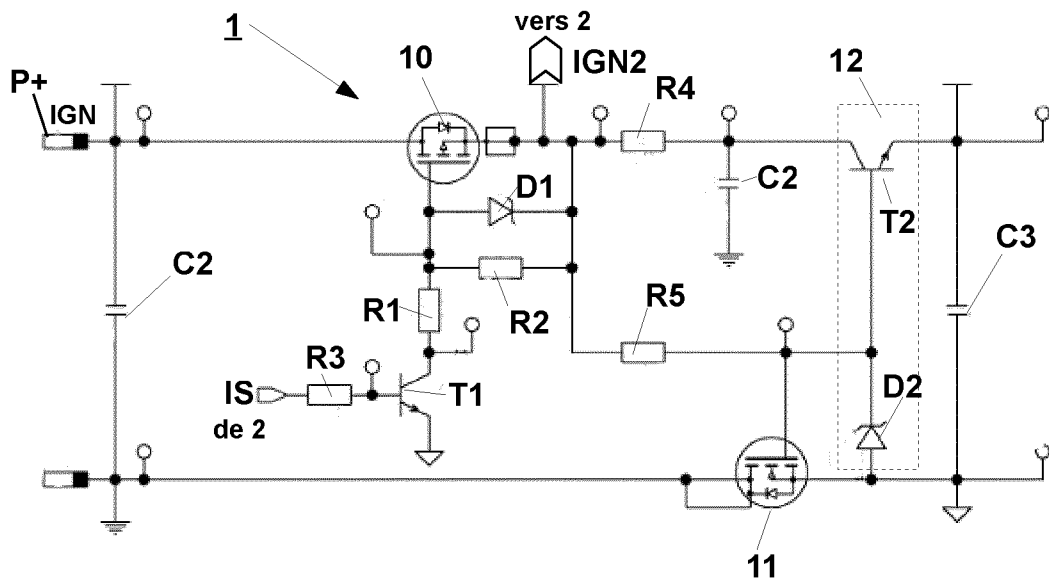 1
vers 2
P+
IGN
10
IGN2
R4
12
D1
C2
T2
C2
R1
R2
R5
C3
R3
IS
de 2
T1
D2
11